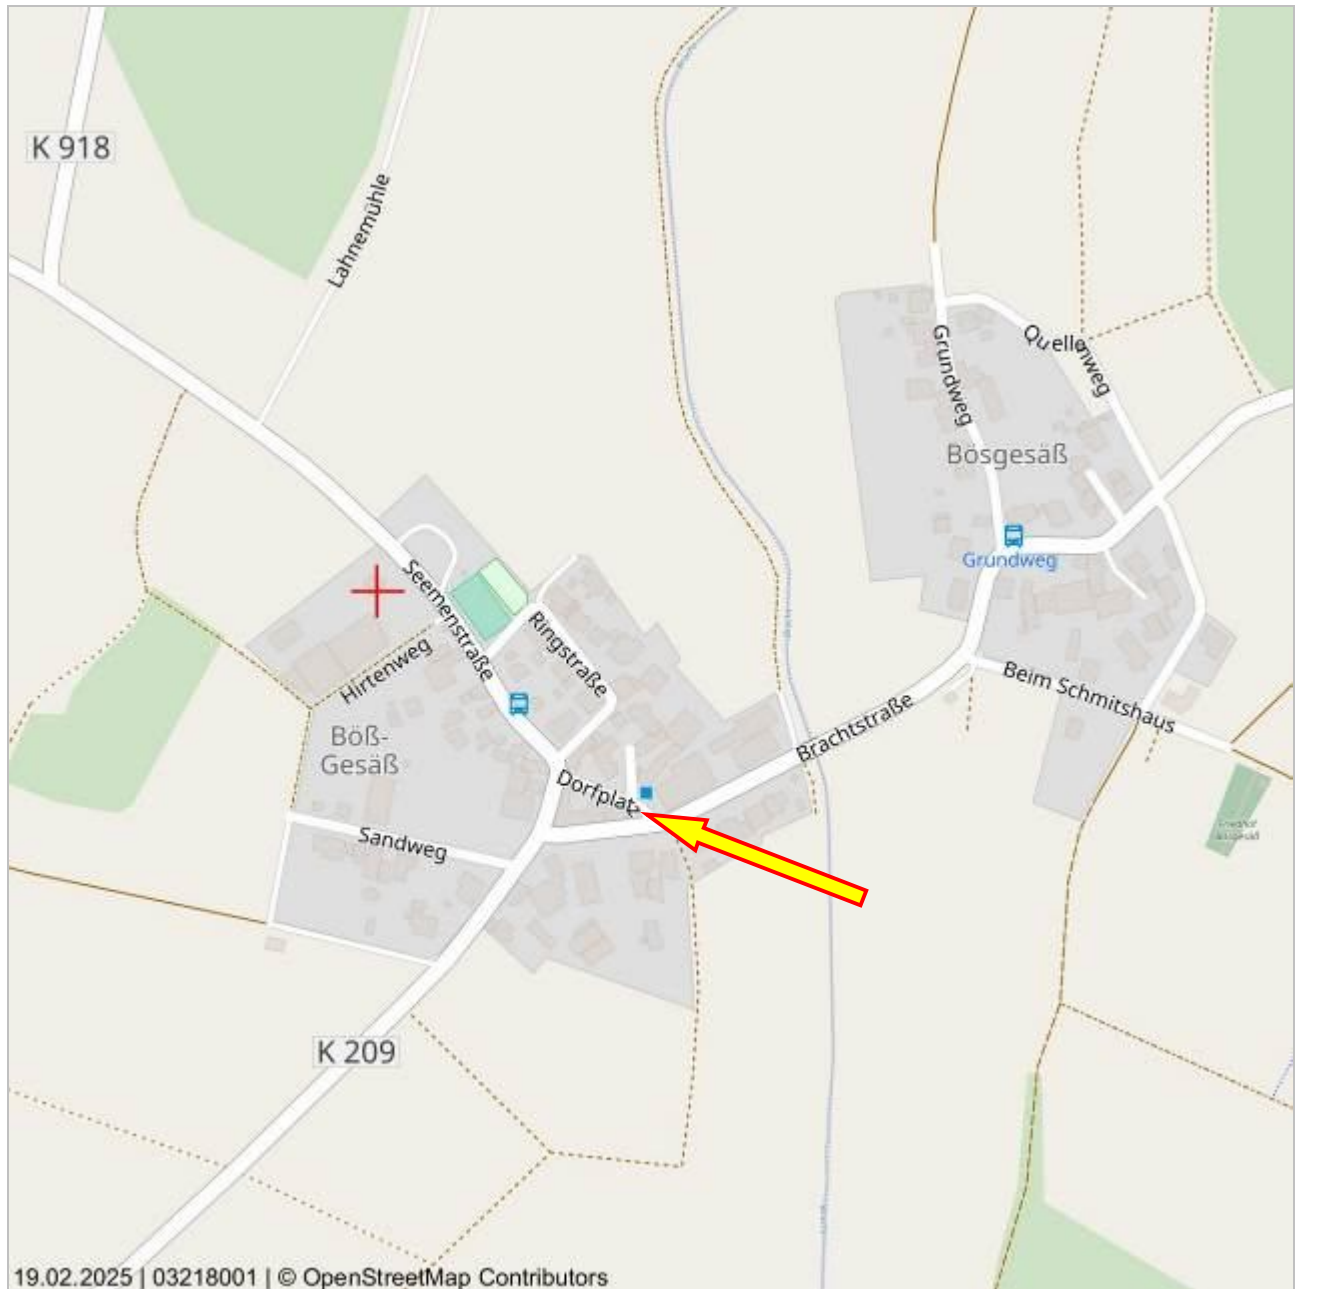 K 918
Lahnemühle
Quellenweg
Grundweg
Bösgesäß
Grundweg
Seemenstraße
Ringstraße
Hirtenweg
Beim Schmitshaus
Brachtstraße
Böß-
Gesäß
Dorfplatz
Sandweg
K 209
19.02.2025 | 03218001 | © OpenStreetMap Contributors